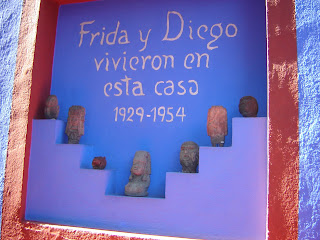 Frida y Diego
vivieron en
esta casa
1929-1954